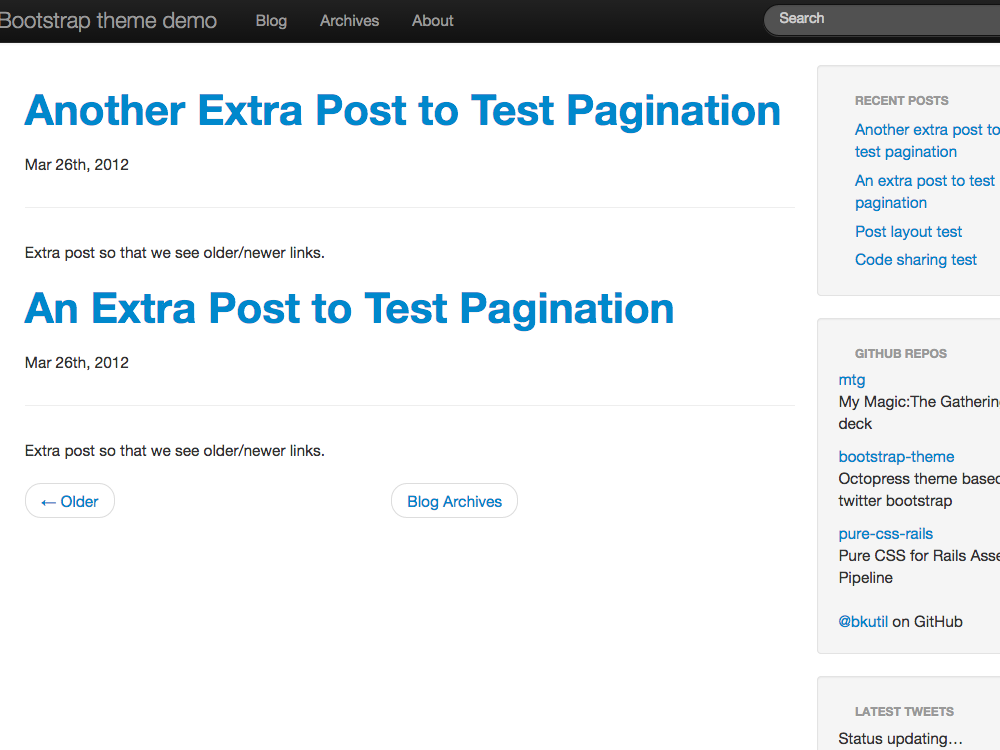 Bootstrap theme demo Blog Archives About Search
Another Extra Post to Test Pagination
Mar 26th, 2012
Extra post so that we see older/newer links.
An Extra Post to Test Pagination
Mar 26th, 2012
Extra post so that we see older/newer links.
← Older Blog Archives
RECENT POSTS
Another extra post to
test pagination
An extra post to test
pagination
Post layout test
Code sharing test
GITHUB REPOS
mtg
My Magic:The Gatherin
deck
bootstrap-theme
Octopress theme based
twitter bootstrap
pure-css-rails
Pure CSS for Rails Asse
Pipeline
@bkutil on GitHub
LATEST TWEETS
Status updating…